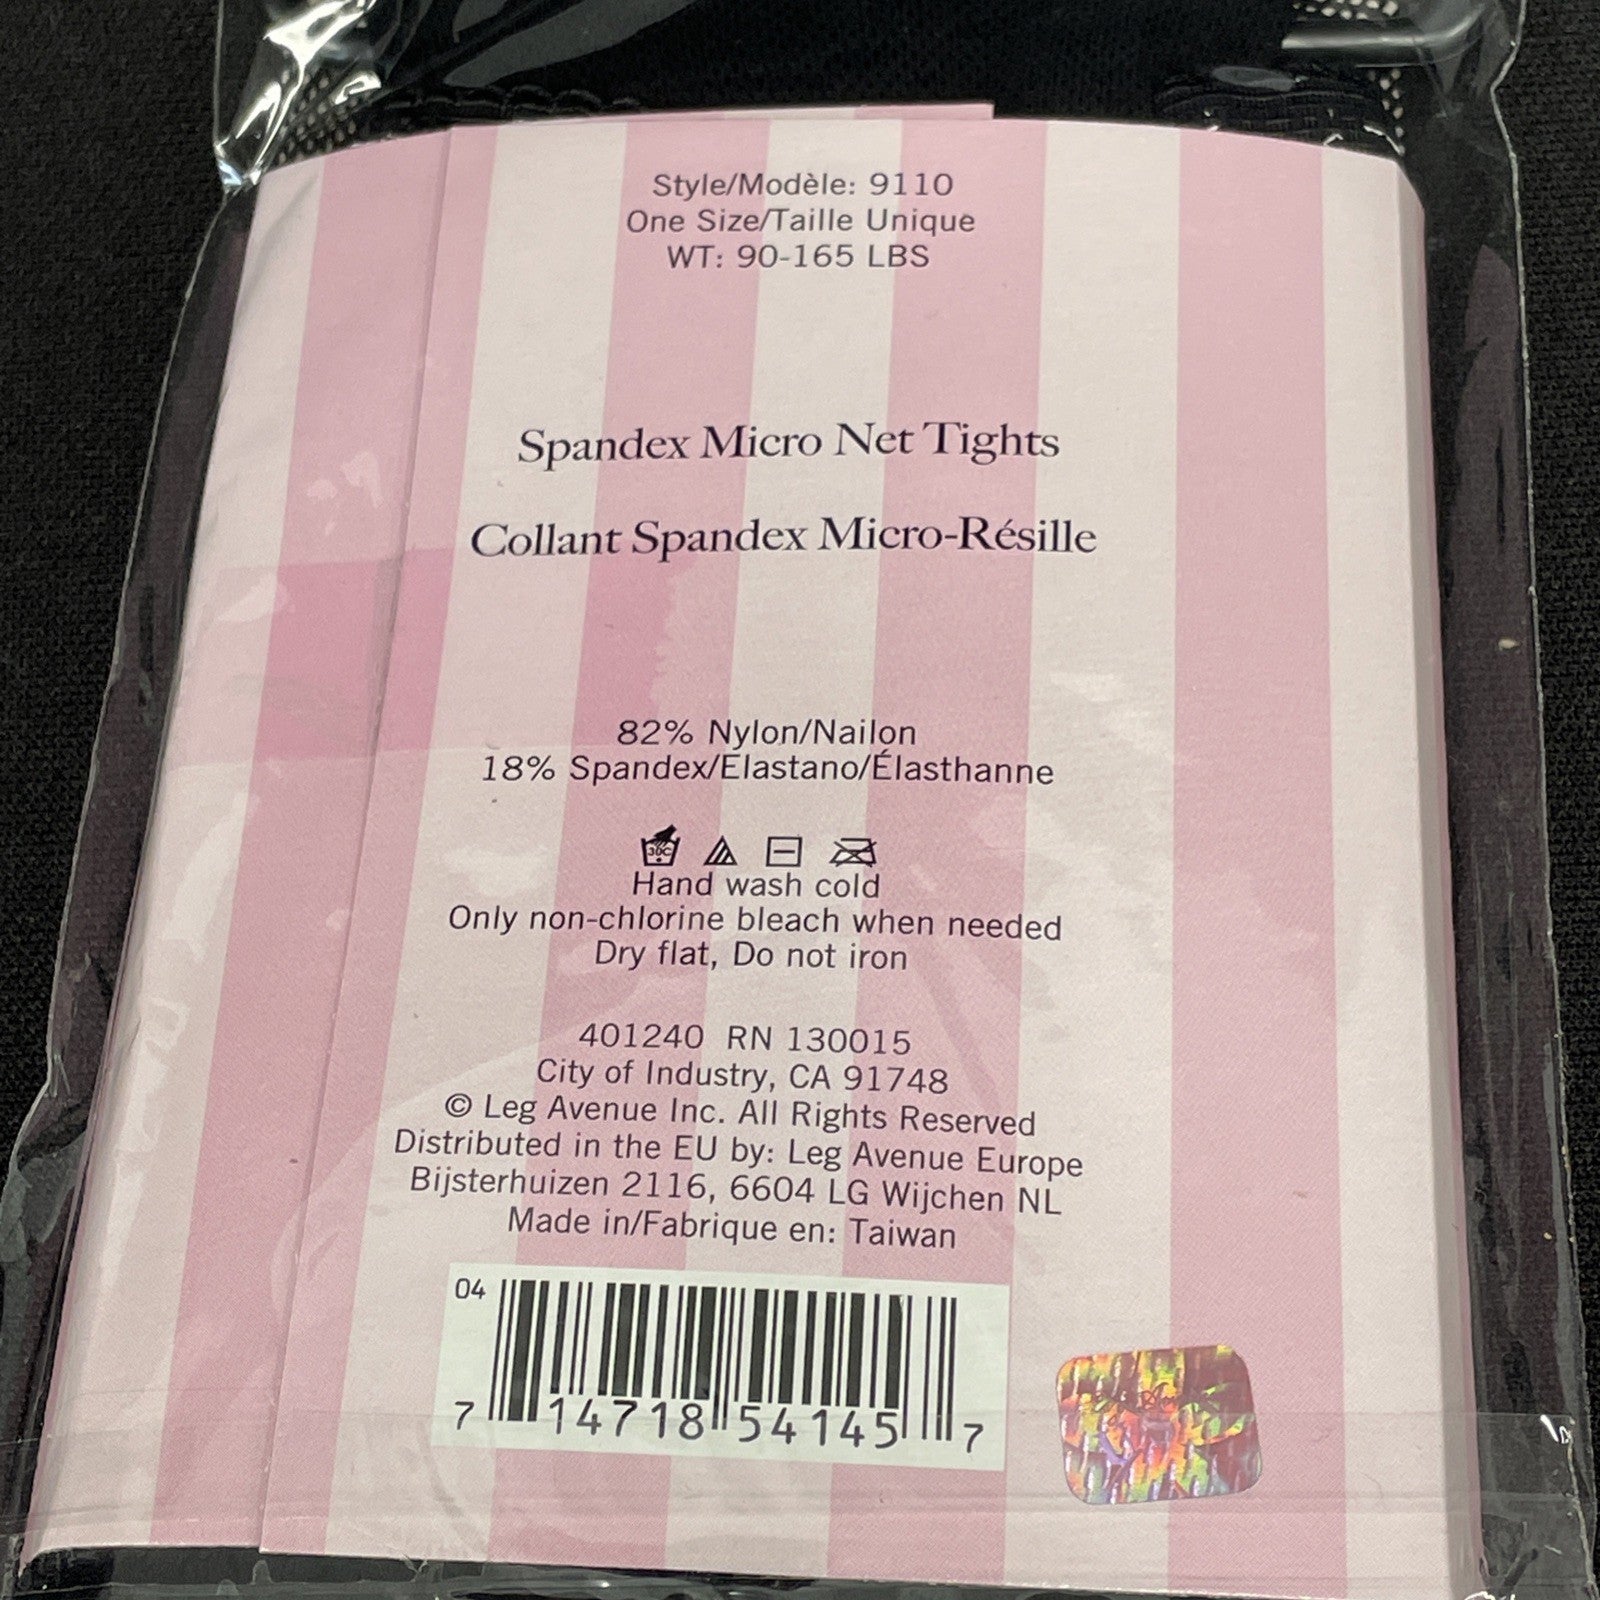 Style/Modèle: 9110
One Size/Taille Unique
WT: 90-165 LBS
Spandex Micro Net Tights
Collant Spandex Micro-Résille
82% Nylon/Nailon
18% Spandex/Elastano/Élasthanne
30C
Hand wash cold
Only non-chlorine bleach when needed
Dry flat, Do not iron
401240 RN 130015
City of Industry, CA 91748
© Leg Avenue Inc. All Rights Reserved
Distributed in the EU by: Leg Avenue Europe
Bijsterhuizen 2116, 6604 LG Wijchen NL
Made in/Fabrique en: Taiwan
04
7 14718 54145 7